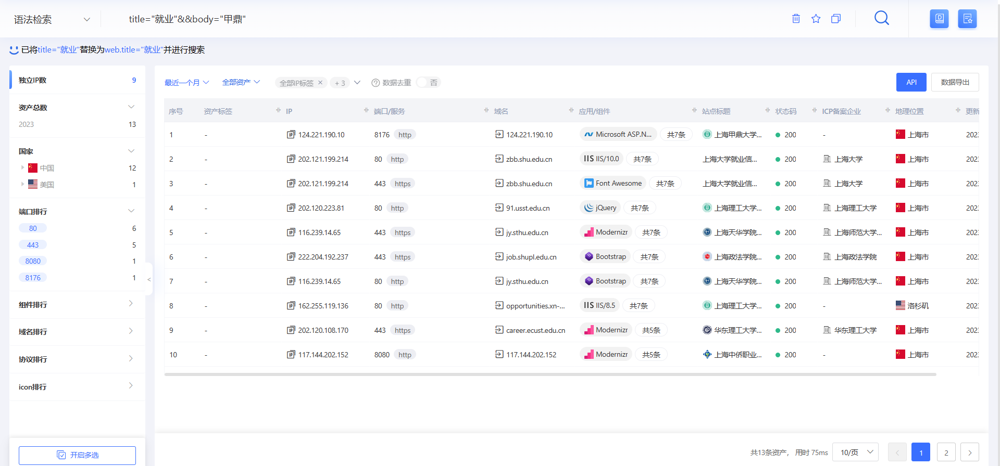 语法检索
title="就业"&&body="甲鼎"
已将title="就业"替换为web.title="就业"并进行搜索
独立IP数 9
资产总数
2023 13
国家
中国 12
美国 1
端口排行
80 6
443 5
8080 1
8176 1
组件排行
域名排行
协议排行
icon排行
开启多选
<
最近一个月 全部资产 全部IP标签 × + 3 ? 数据去重 否 API 数据导出
序号 资产标签 IP 端口/服务 域名 应用/组件 站点标题 状态码 ICP备案企业 地理位置 更新
1 - IP 124.221.190.10 8176 http 124.221.190.10 Microsoft ASP.N... 共7条 上海甲鼎大学... 200 - 上海市 202
2 - IP 202.121.199.214 80 http zbb.shu.edu.cn IIS IIS/10.0 共7条 上海大学就业信... 200 上海大学 上海市 202
3 - IP 202.121.199.214 443 https zbb.shu.edu.cn Font Awesome 共7条 上海大学就业信... 200 上海大学 上海市 202
4 - IP 202.120.223.81 80 http 91.usst.edu.cn jQuery 共7条 上海理工大学... 200 上海理工大学 上海市 202
5 - IP 116.239.14.65 443 https jy.sthu.edu.cn Modernizr 共7条 上海天华学院... 200 上海师范大学... 上海市 202
6 - IP 222.204.192.237 443 https job.shupl.edu.cn Bootstrap 共7条 上海政法学院... 200 上海政法学院 上海市 202
7 - IP 116.239.14.65 80 http jy.sthu.edu.cn Bootstrap 共7条 上海天华学院... 200 上海师范大学... 上海市 202
8 - IP 162.255.119.136 80 http opportunities.xn-... IIS IIS/8.5 共7条 上海理工大学... 200 - 洛杉矶 202
9 - IP 202.120.108.170 443 https career.ecust.edu.cn Modernizr 共5条 华东理工大学... 200 华东理工大学 上海市 202
10 - IP 117.144.202.152 8080 http 117.144.202.152 Modernizr 共5条 上海中侨职业... 200 - 上海市 202
共13条资产， 用时 75ms 10/页 < 1 2 >